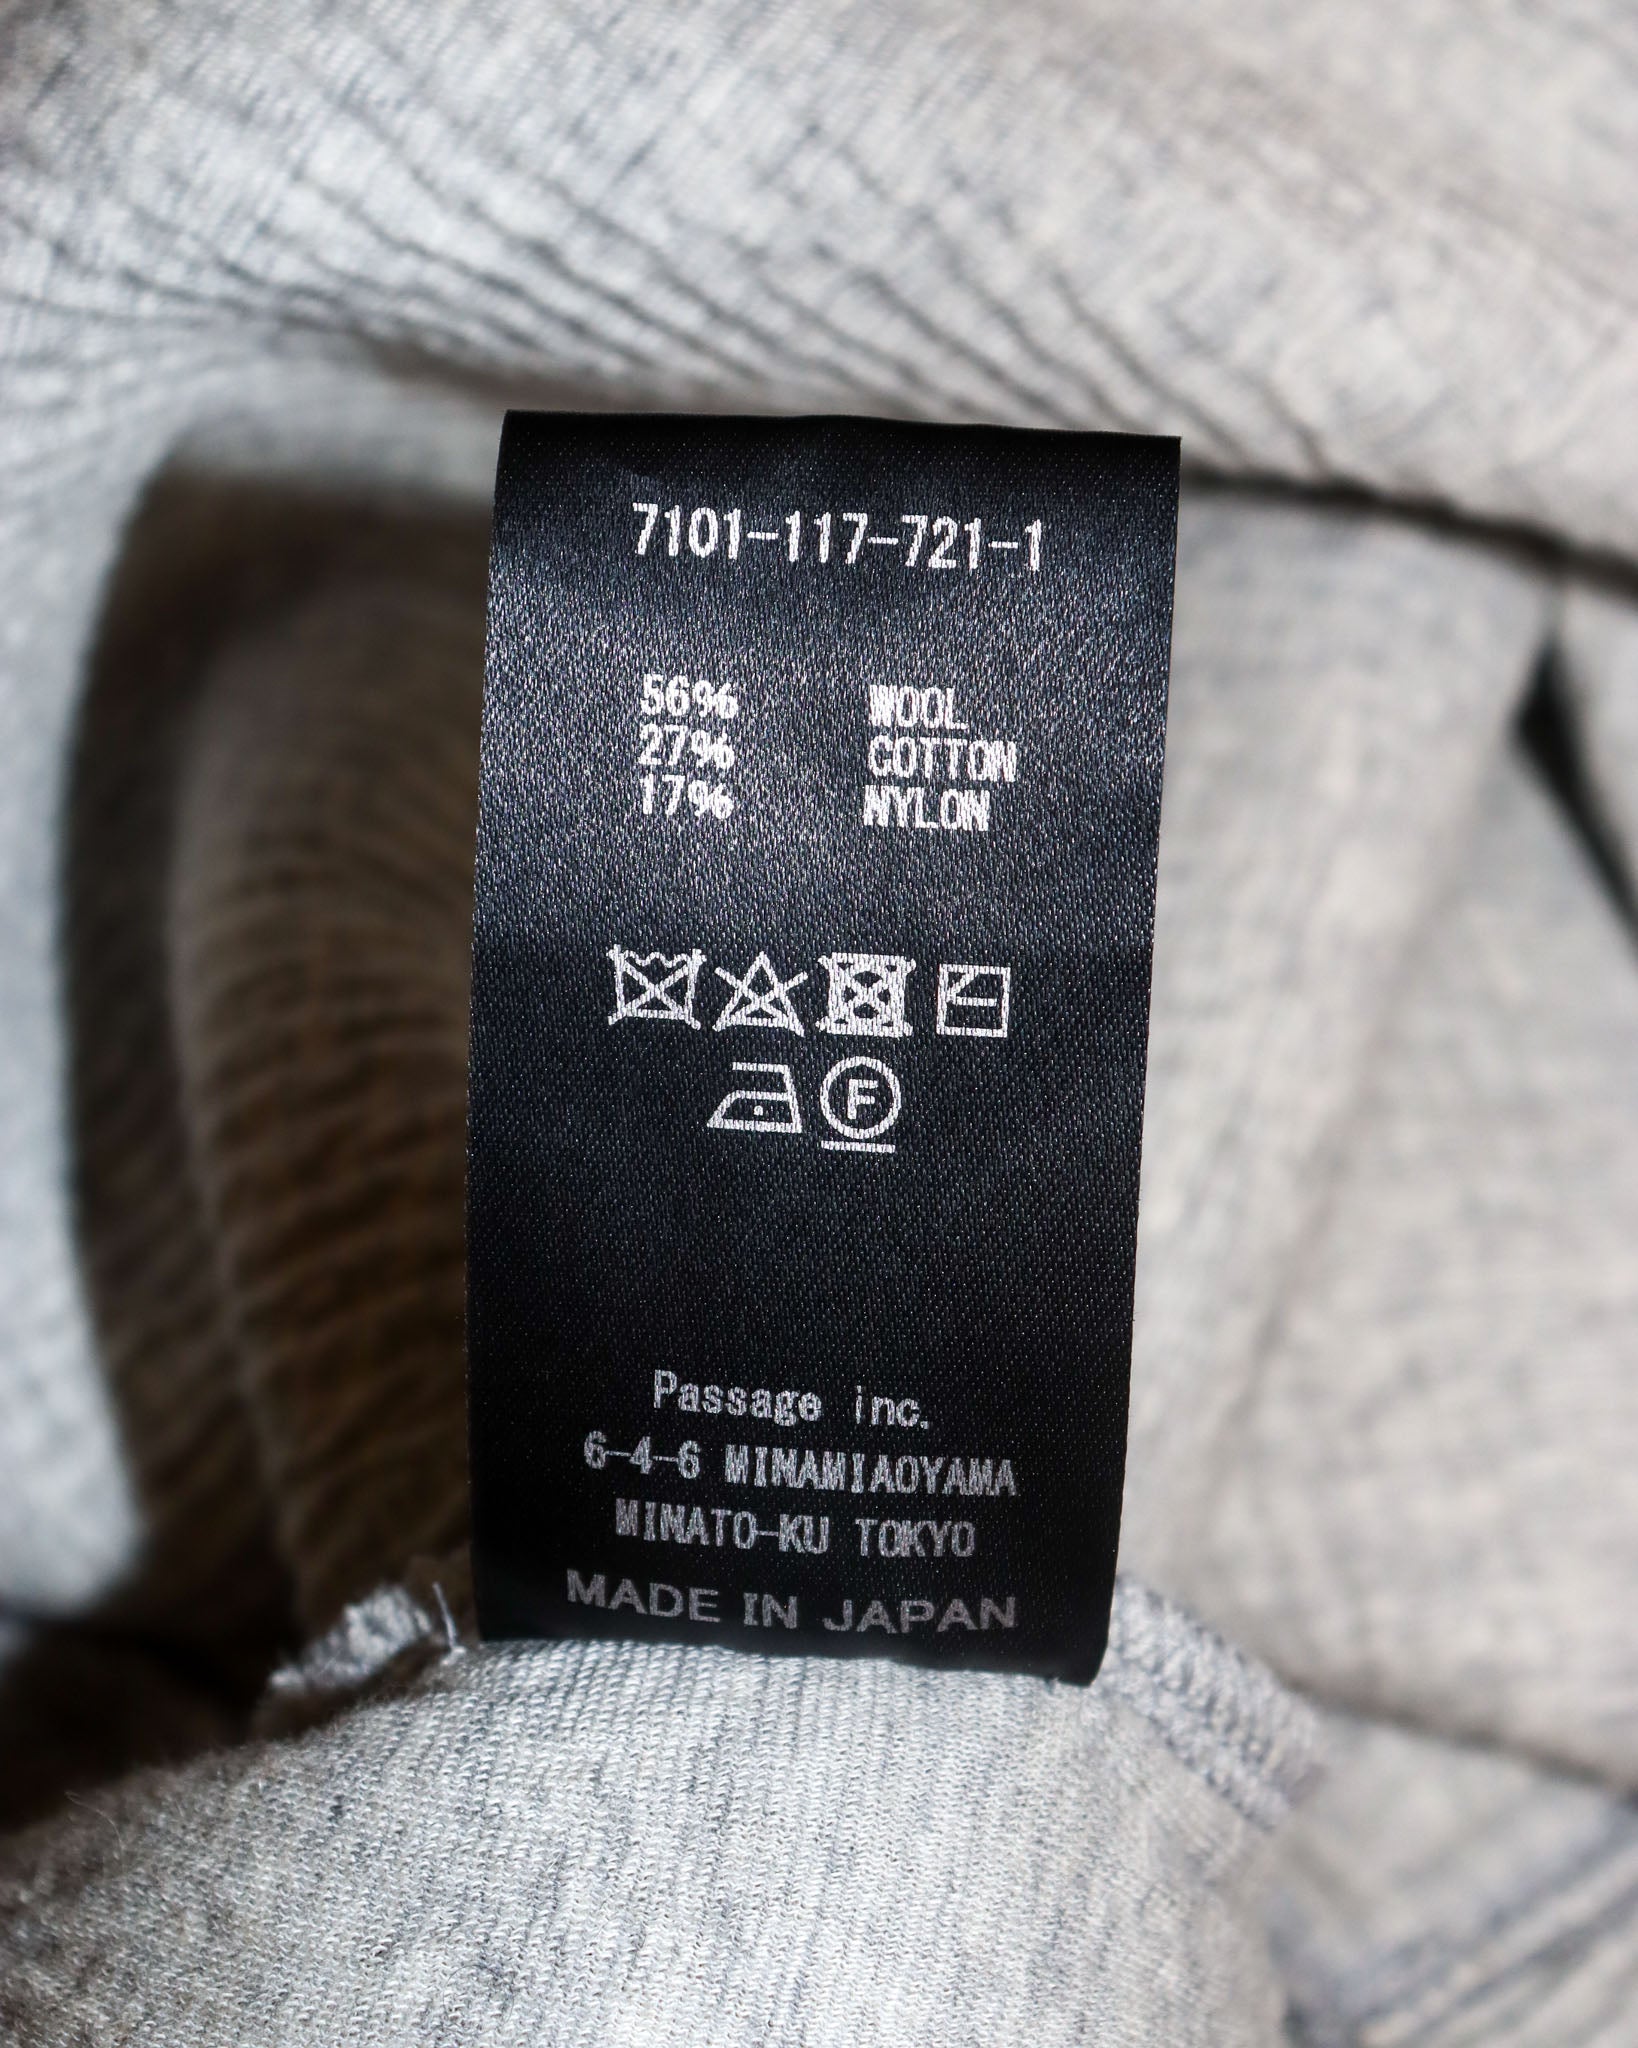 7101-117-721-1
56% WOOL
27% COTTON
17% NYLON
F
Passage inc.
6-4-6 MINAMIAOYAMA
MINATO-KU TOKYO
MADE IN JAPAN